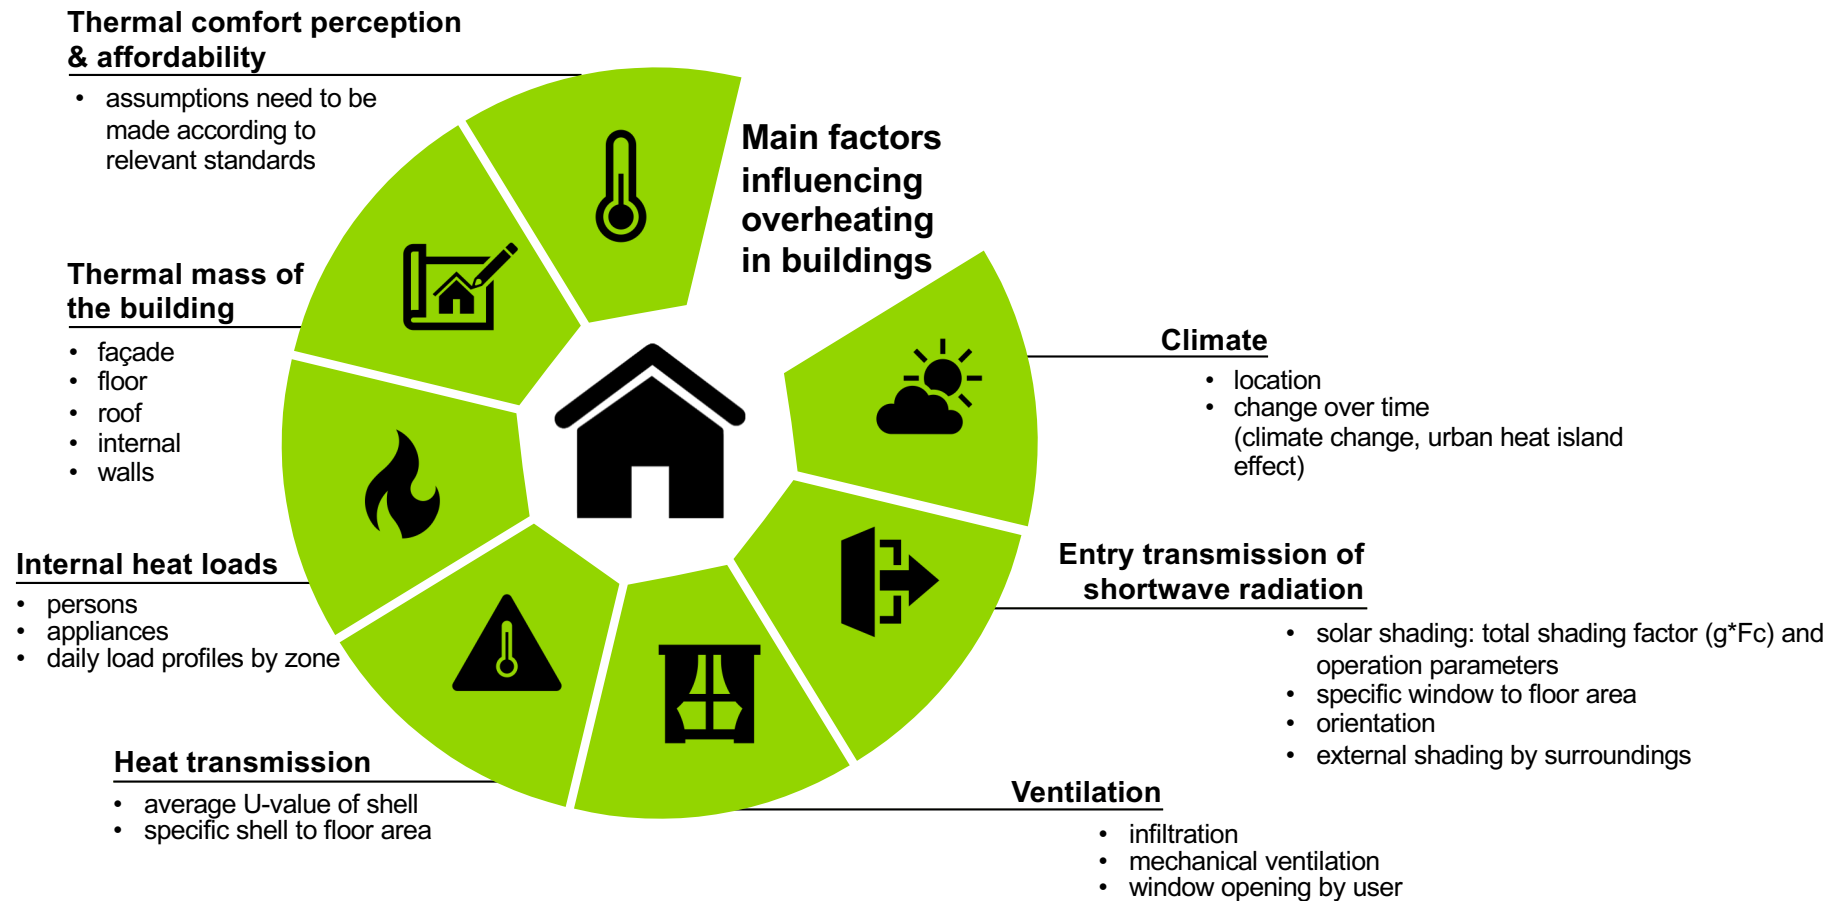 Thermal comfort perception
& affordability
• assumptions need to be
made according to
relevant standards
Main factors
influencing
overheating
in buildings
Thermal mass of
the building
• façade
• floor
• roof
• internal
• walls
Climate
• location
• change over time
(climate change, urban heat island
effect)
Internal heat loads
• persons
• appliances
• daily load profiles by zone
Entry transmission of
shortwave radiation
• solar shading: total shading factor (g*Fc) and
operation parameters
• specific window to floor area
• orientation
• external shading by surroundings
Heat transmission
• average U-value of shell
• specific shell to floor area
Ventilation
• infiltration
• mechanical ventilation
• window opening by user